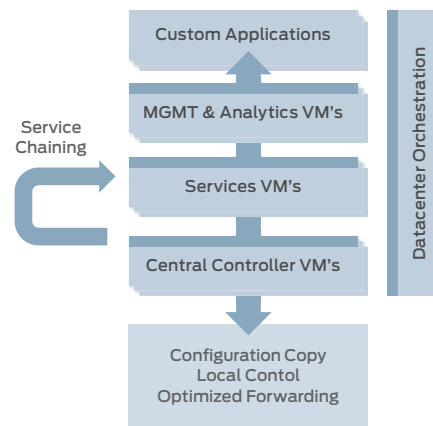 Custom Applications
MGMT & Analytics VM's
Service
Chaining
Services VM's
Central Controller VM's
Configuration Copy
Local Contol
Optimized Forwarding
Datacenter Orchestration